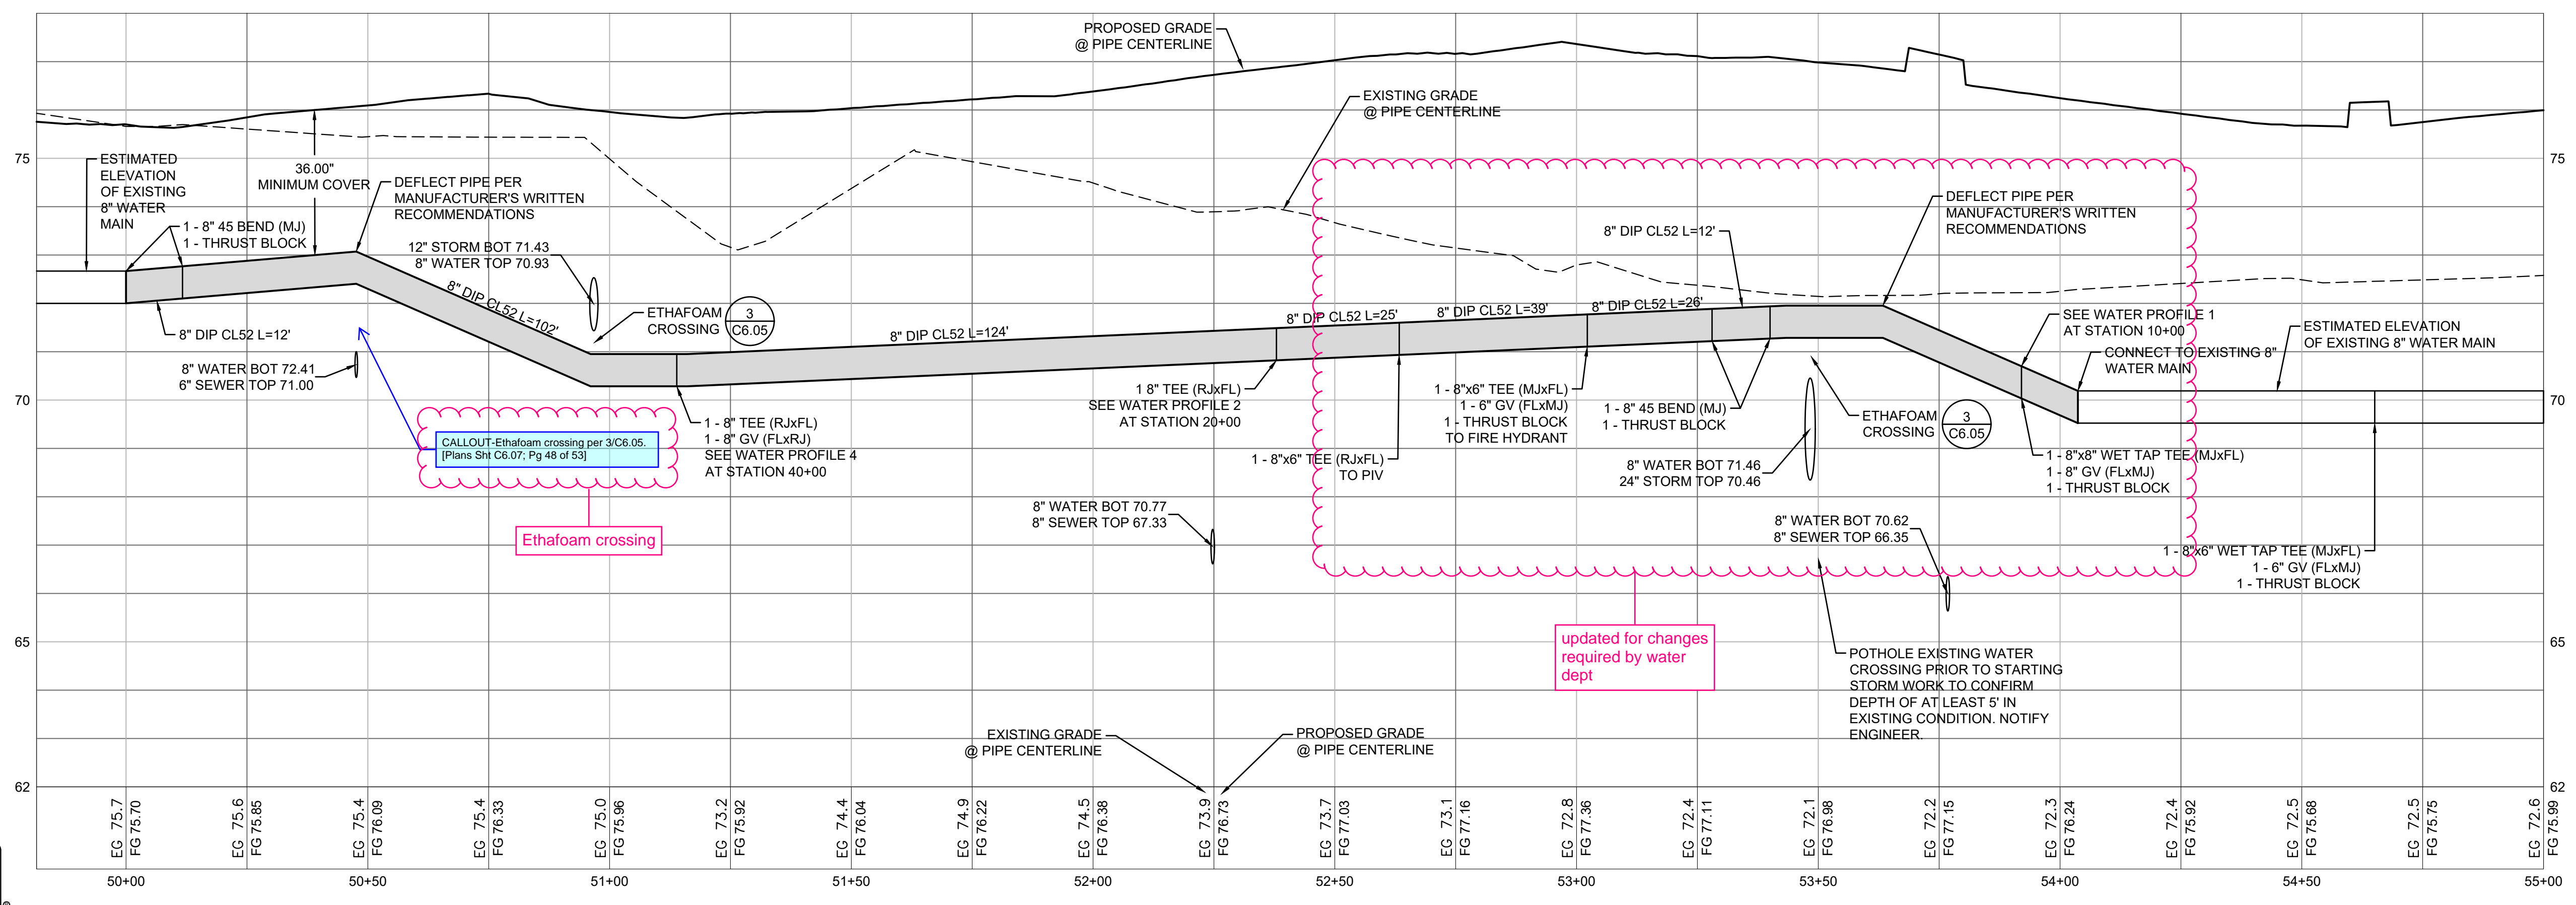 PROPOSED GRADE
@ PIPE CENTERLINE
EXISTING GRADE
@ PIPE CENTERLINE
75
75
ESTIMATED
ELEVATION
OF EXISTING
8" WATER
MAIN
36.00"
MINIMUM COVER
DEFLECT PIPE PER
MANUFACTURER'S WRITTEN
RECOMMENDATIONS
1 - 8" 45 BEND (MJ)
1 - THRUST BLOCK
12" STORM BOT 71.43
8" WATER TOP 70.93
8" DIP CL52 L=102'
ETHAFOAM
CROSSING
3
C6.05
8" DIP CL52 L=12'
8" WATER BOT 72.41
6" SEWER TOP 71.00
8" DIP CL52 L=124'
8" DIP CL52 L=25'
8" DIP CL52 L=39'
8" DIP CL52 L=26'
8" DIP CL52 L=12'
DEFLECT PIPE PER
MANUFACTURER'S WRITTEN
RECOMMENDATIONS
SEE WATER PROFILE 1
AT STATION 10+00
CONNECT TO EXISTING 8"
WATER MAIN
ESTIMATED ELEVATION
OF EXISTING 8" WATER MAIN
70
70
CALLOUT-Ethafoam crossing per 3/C6.05.
[Plans Sht C6.07; Pg 48 of 53]
Ethafoam crossing
1 - 8" TEE (RJxFL)
1 - 8" GV (FLxRJ)
SEE WATER PROFILE 4
AT STATION 40+00
1 8" TEE (RJxFL)
SEE WATER PROFILE 2
AT STATION 20+00
1 - 8"x6" TEE (RJxFL)
TO PIV
1 - 8"x6" TEE (MJxFL)
1 - 6" GV (FLxMJ)
1 - THRUST BLOCK
TO FIRE HYDRANT
1 - 8" 45 BEND (MJ)
1 - THRUST BLOCK
ETHAFOAM
CROSSING
3
C6.05
8" WATER BOT 71.46
24" STORM TOP 70.46
1 - 8"x8" WET TAP TEE (MJxFL)
1 - 8" GV (FLxMJ)
1 - THRUST BLOCK
8" WATER BOT 70.77
8" SEWER TOP 67.33
8" WATER BOT 70.62
8" SEWER TOP 66.35
1 - 8"x6" WET TAP TEE (MJxFL)
1 - 6" GV (FLxMJ)
1 - THRUST BLOCK
updated for changes
required by water
dept
65
65
POTHOLE EXISTING WATER
CROSSING PRIOR TO STARTING
STORM WORK TO CONFIRM
DEPTH OF AT LEAST 5' IN
EXISTING CONDITION. NOTIFY
ENGINEER.
EXISTING GRADE
@ PIPE CENTERLINE
PROPOSED GRADE
@ PIPE CENTERLINE
62
62
EG 75.7
FG 75.70
EG 75.6
FG 75.85
EG 75.4
FG 76.09
EG 75.4
FG 76.33
EG 75.0
FG 75.96
EG 73.2
FG 75.92
EG 74.4
FG 76.04
EG 74.9
FG 76.22
EG 74.5
FG 76.38
EG 73.9
FG 76.73
EG 73.7
FG 77.03
EG 73.1
FG 77.16
EG 72.8
FG 77.36
EG 72.4
FG 77.11
EG 72.1
FG 76.98
EG 72.2
FG 77.15
EG 72.3
FG 76.24
EG 72.4
FG 75.92
EG 72.5
FG 75.68
EG 72.5
FG 75.75
EG 72.6
FG 75.99
50+00
50+50
51+00
51+50
52+00
52+50
53+00
53+50
54+00
54+50
55+00
®